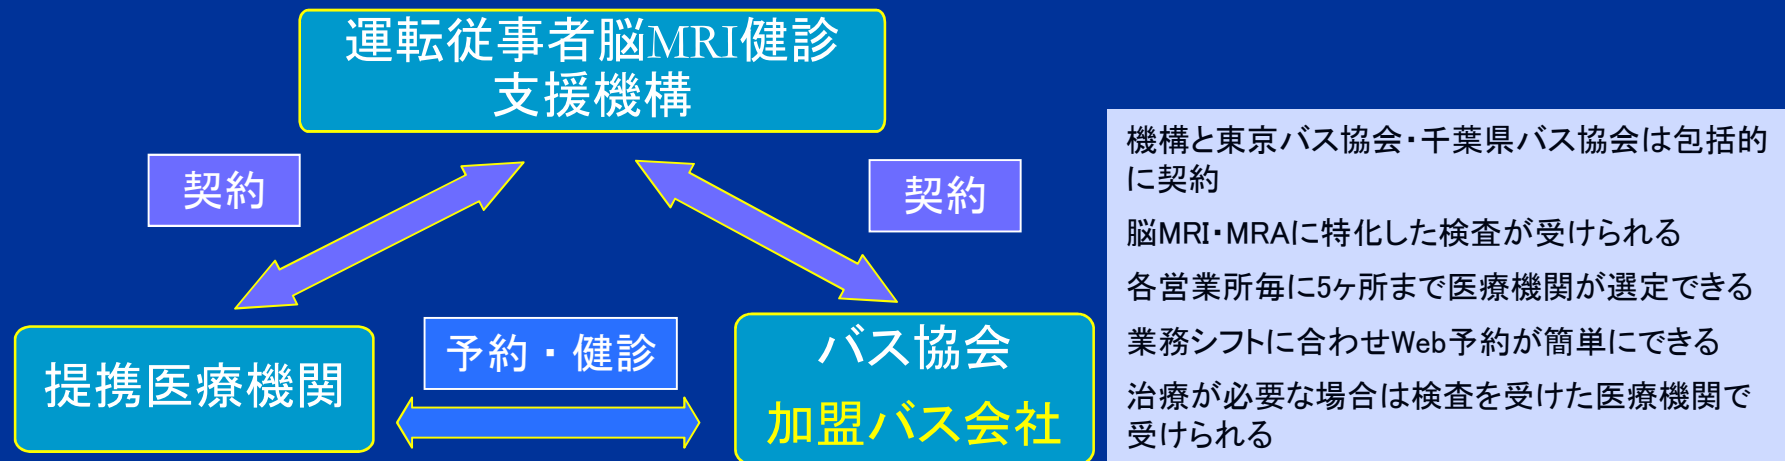 運転従事者脳MRI健診
支援機構
契約
契約
提携医療機関
予約・健診
バス協会
加盟バス会社
機構と東京バス協会・千葉県バス協会は包括的
に契約
脳MRI・MRAに特化した検査が受けられる
各営業所毎に5ヶ所まで医療機関が選定できる
業務シフトに合わせWeb予約が簡単にできる
治療が必要な場合は検査を受けた医療機関で
受けられる